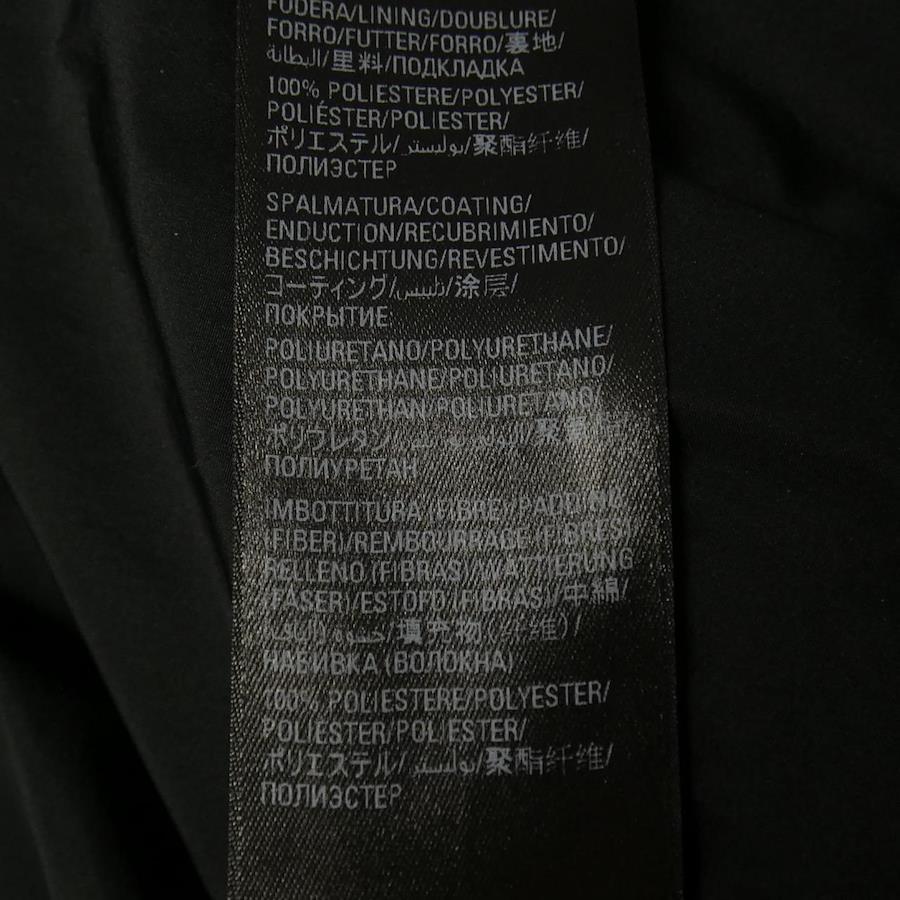 FODERA/LINING/DOUBLURE/
FORRO/FUTTER/FORRO/裏地/
البطانة/里料/ПОДКЛАДКА
100% POLIESTERE/POLYESTER/
POLIÉSTER/POLIESTER/
ポリエステル/بوليستر/聚酯纤维/
ПОЛИЭСТЕР
SPALMATURA/COATING/
ENDUCTION/RECUBRIMIENTO/
BESCHICHTUNG/REVESTIMENTO/
コーティング/تلبيس/涂层/
ПОКРЫТИЕ
POLIURETANO/POLYURETHANE/
POLYURETHANE/POLIURETANO/
POLYURETHAN/POLIURETANO/
ポリウレタン/
ПОЛИУРЕТАН
IMBOTTITURA (FIBRE)/PADDING
(FIBER)/REMBOURRAGE (FIBRES)
RELLENO (FIBRAS)/WATTIERUNG
(FASER)/ESTOFO (FIBRAS)/中綿/
填充物(纤维)/
НАБИВКА (ВОЛОКНА)
100% POLIESTERE/POLYESTER/
POLIESTER/POLIESTER/
ポリエステル/بوليستر/聚酯纤维/
ПОЛИЭСТЕР